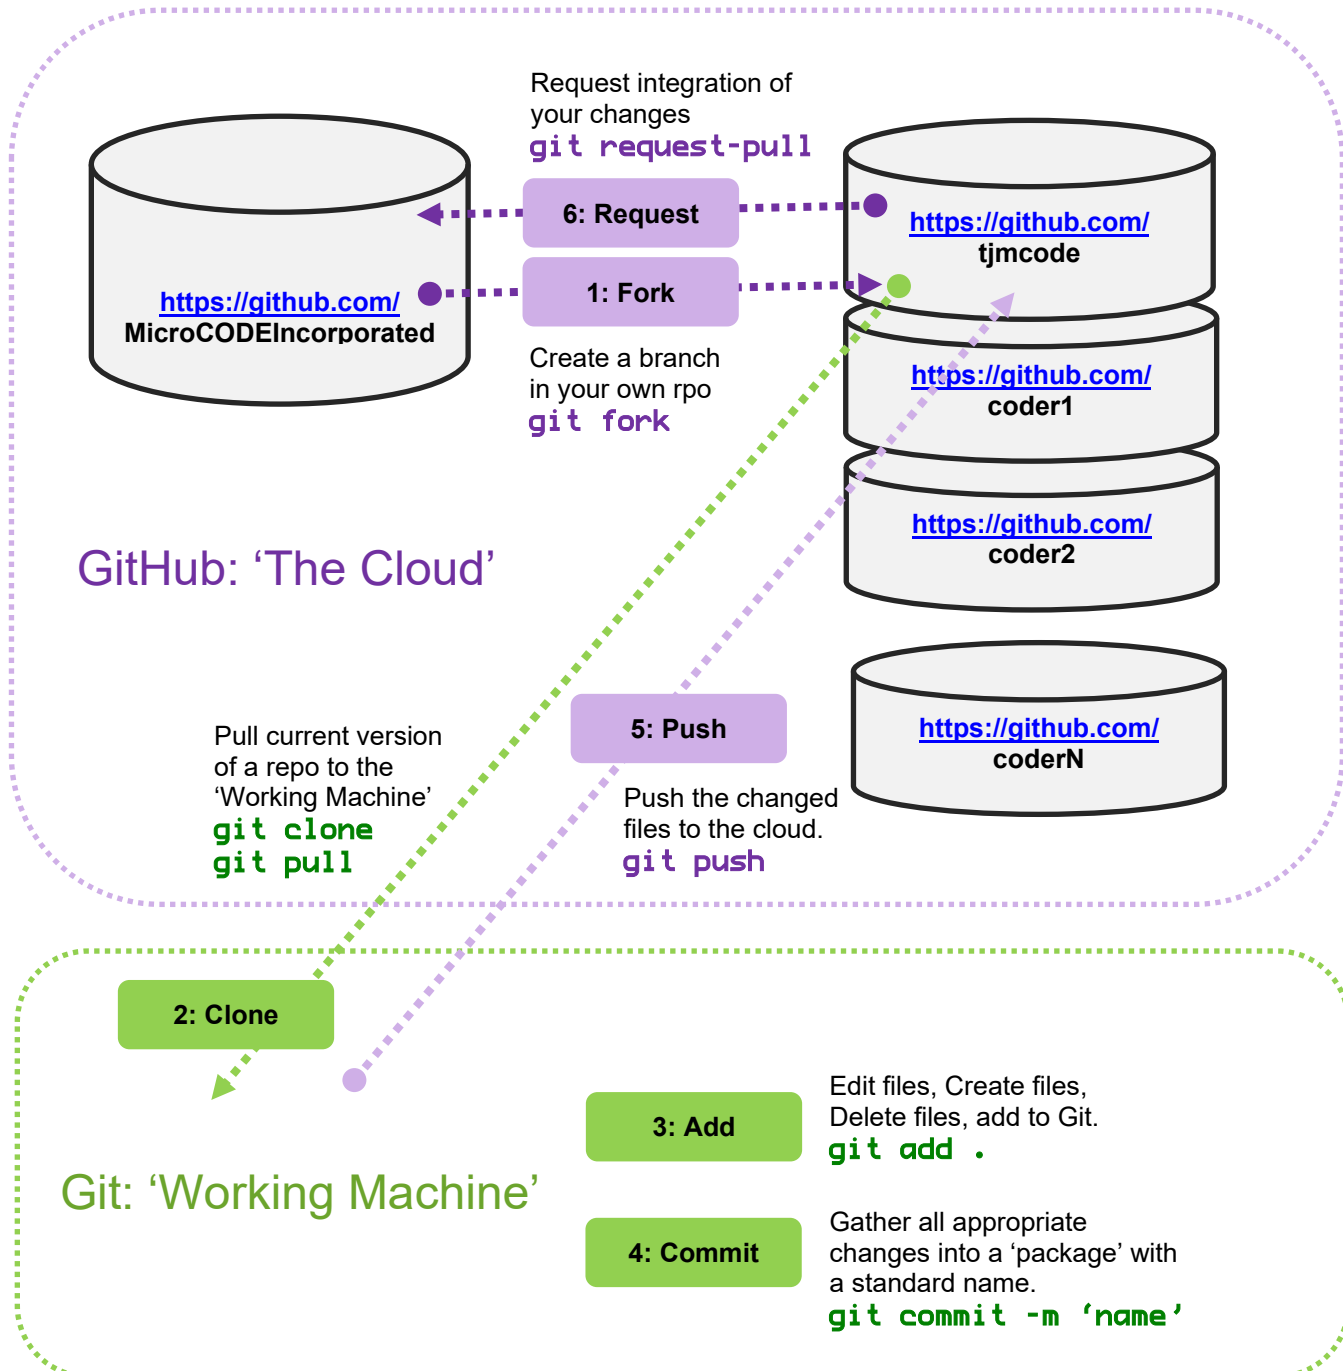 Request integration of
your changes
git request-pull
6: Request
https://github.com/
tjmcode
1: Fork
https://github.com/
MicroCODEIncorporated
Create a branch
in your own rpo
git fork
https://github.com/
coder1
https://github.com/
coder2
GitHub: ‘The Cloud’
https://github.com/
coderN
5: Push
Pull current version
of a repo to the
‘Working Machine’
git clone
git pull
Push the changed
files to the cloud.
git push
2: Clone
3: Add
Edit files, Create files,
Delete files, add to Git.
git add .
Git: ‘Working Machine’
4: Commit
Gather all appropriate
changes into a ‘package’ with
a standard name.
git commit -m ‘name’